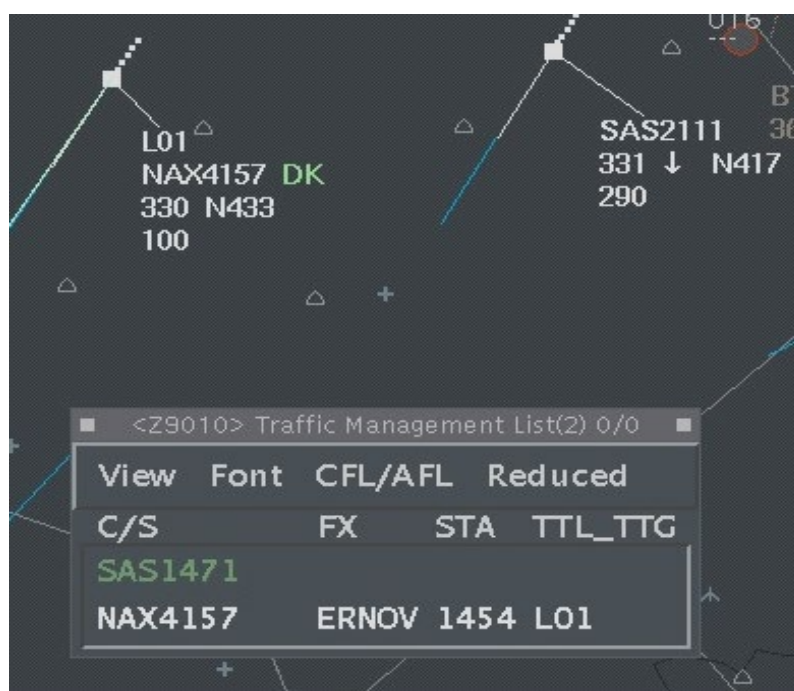 L01
NAX4157 DK
330 N433
100
SAS2111
331 ↓ N417
290
<Z9010> Traffic Management List(2) 0/0
View Font CFL/AFL Reduced
C/S FX STA TTL_TTG
SAS1471
NAX4157 ERNOV 1454 L01